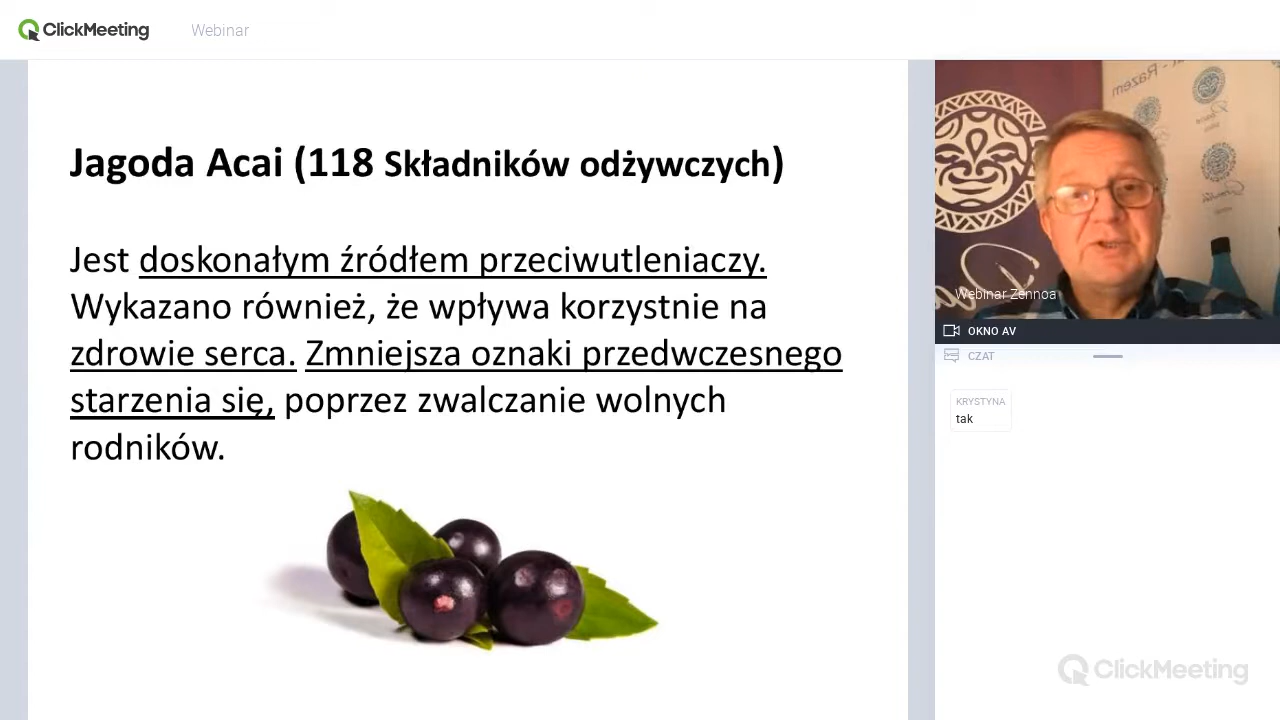 ClickMeeting
Webinar
Jagoda Acai (118 Składników odżywczych)
Jest doskonałym źródłem przeciwutleniaczy.
Wykazano również, że wpływa korzystnie na
zdrowie serca. Zmniejsza oznaki przedwczesnego
starzenia się, poprzez zwalczanie wolnych
rodników.
Webinar Zennoa
OKNO AV
CZAT
KRYSTYNA
tak
ClickMeeting